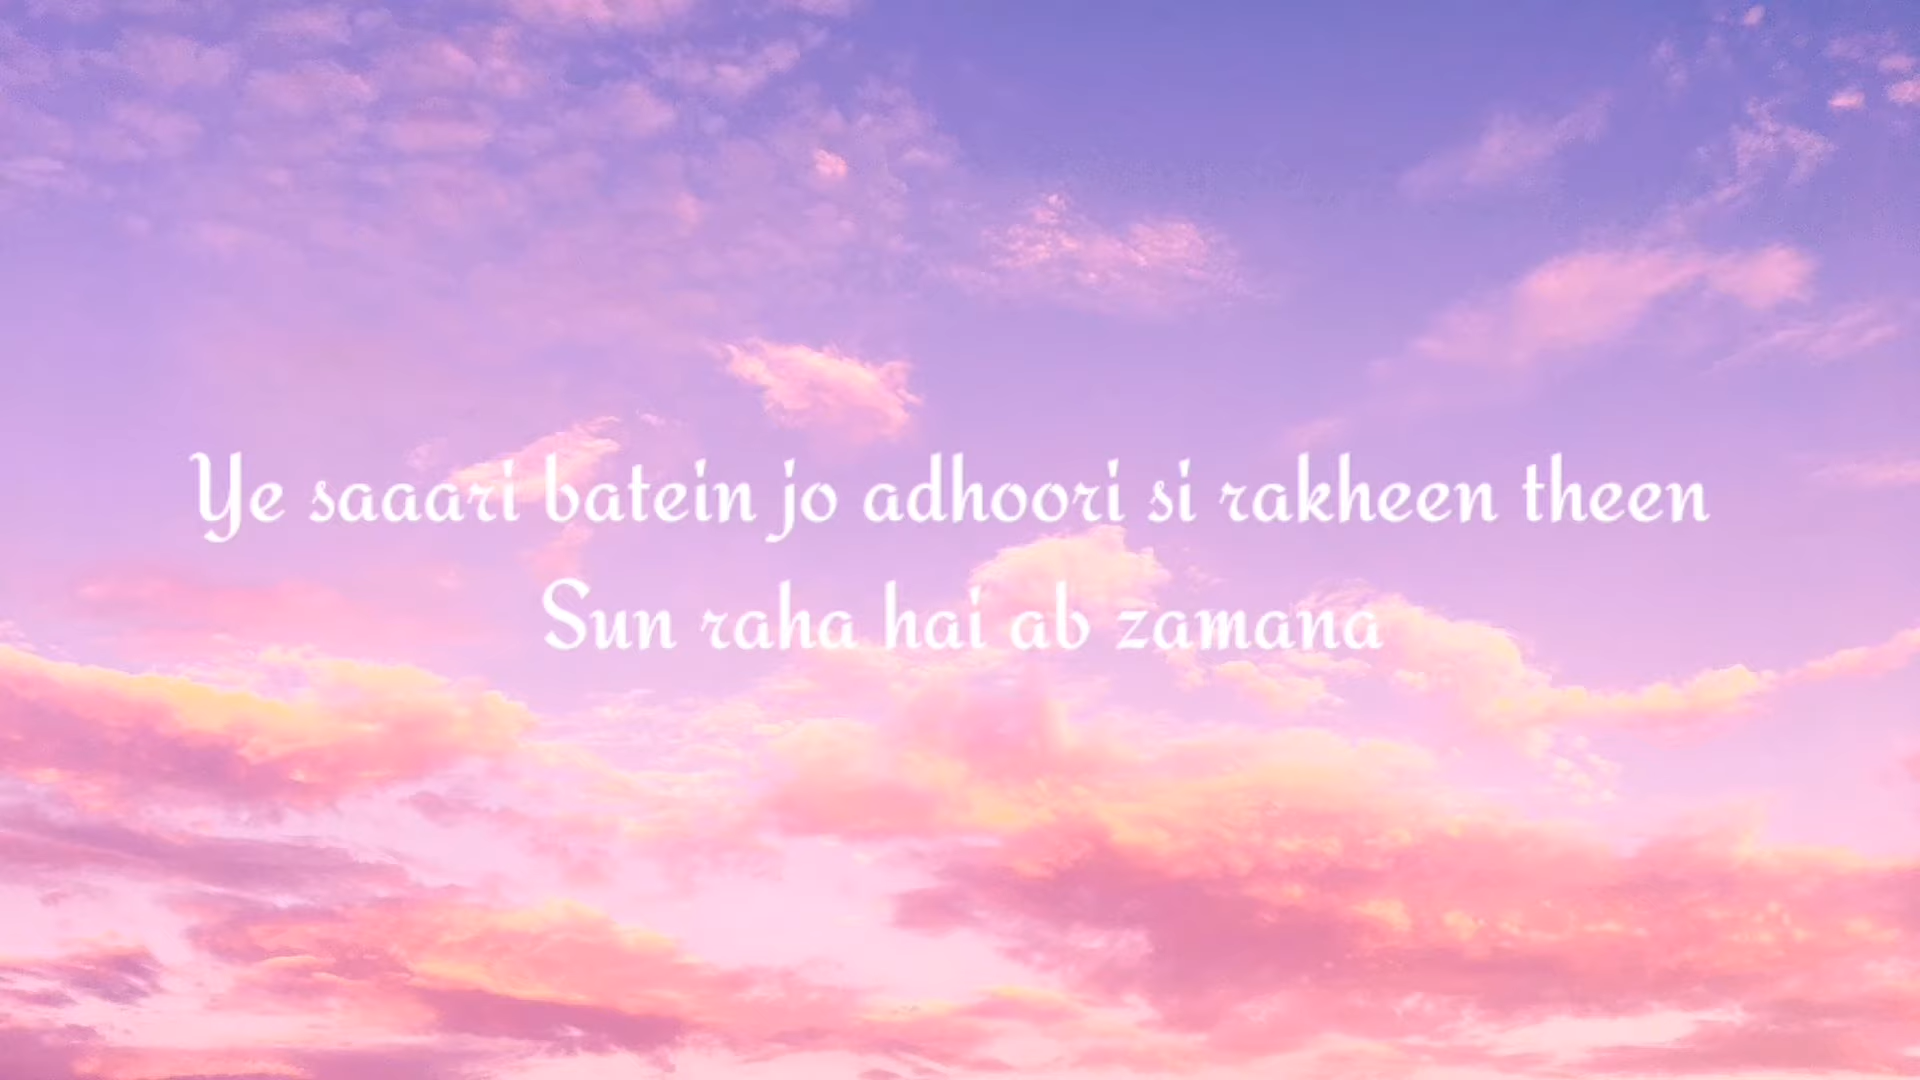 Ye saaari batein jo adhoori si rakheen theen
Sun raha hai ab zamana